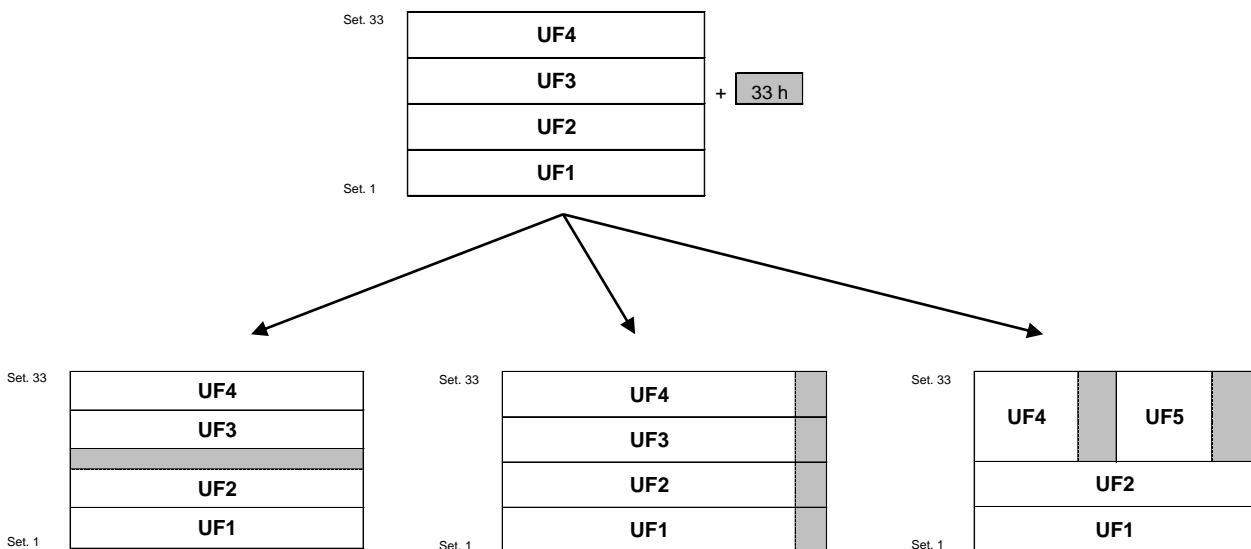 Set. 33
UF4
UF3
+ 33 h
UF2
UF1
Set. 1
Set. 33
UF4
UF3
UF2
UF1
Set. 1
Set. 33
UF4
UF3
UF2
UF1
Set. 1
Set. 33
UF4 UF5
UF2
UF1
Set. 1